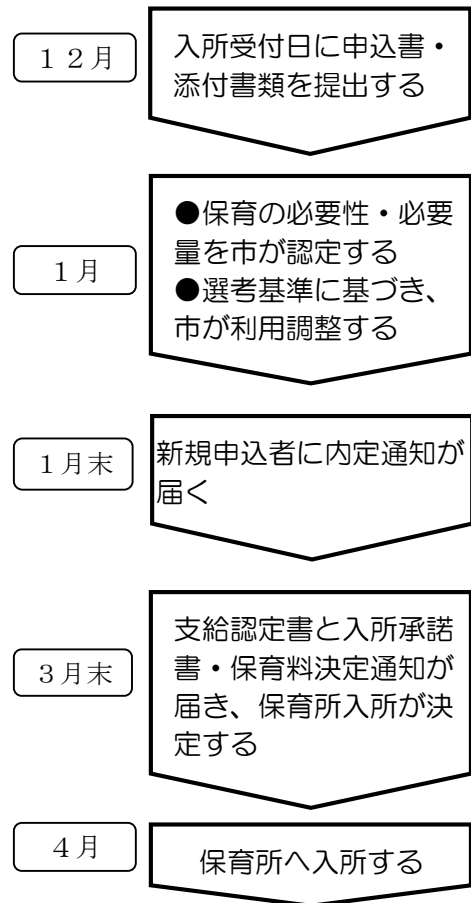 １２月
入所受付日に申込書・
添付書類を提出する
１月
●保育の必要性・必要
量を市が認定する
●選考基準に基づき、
市が利用調整する
１月末
新規申込者に内定通知が
届く
３月末
支給認定書と入所承諾
書・保育料決定通知が
届き、保育所入所が決
定する
４月
保育所へ入所する